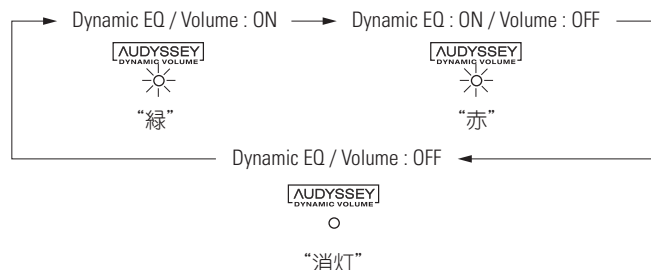 Dynamic EQ / Volume : ON
Dynamic EQ : ON / Volume : OFF
AUDYSSEY
DYNAMIC VOLUME
AUDYSSEY
DYNAMIC VOLUME
“緑”
“赤”
Dynamic EQ / Volume : OFF
AUDYSSEY
DYNAMIC VOLUME
“消灯”